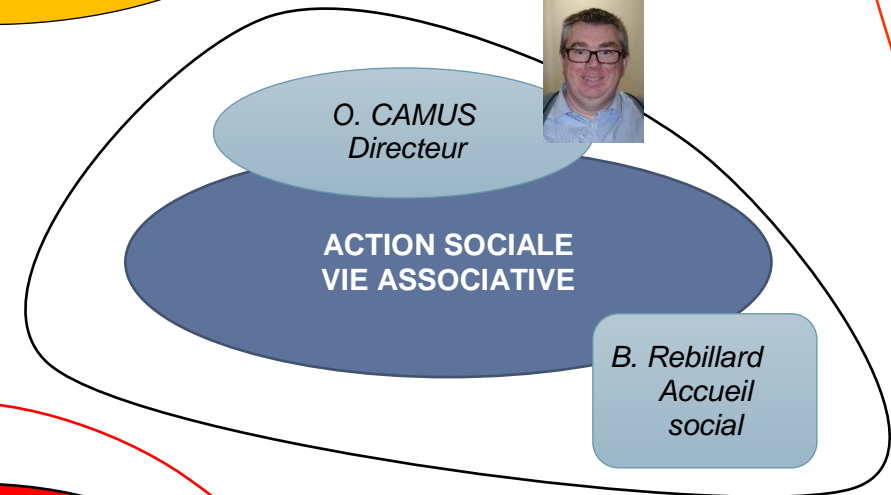 O. CAMUS
Directeur
ACTION SOCIALE
VIE ASSOCIATIVE
B. Rebillard
Accueil
social